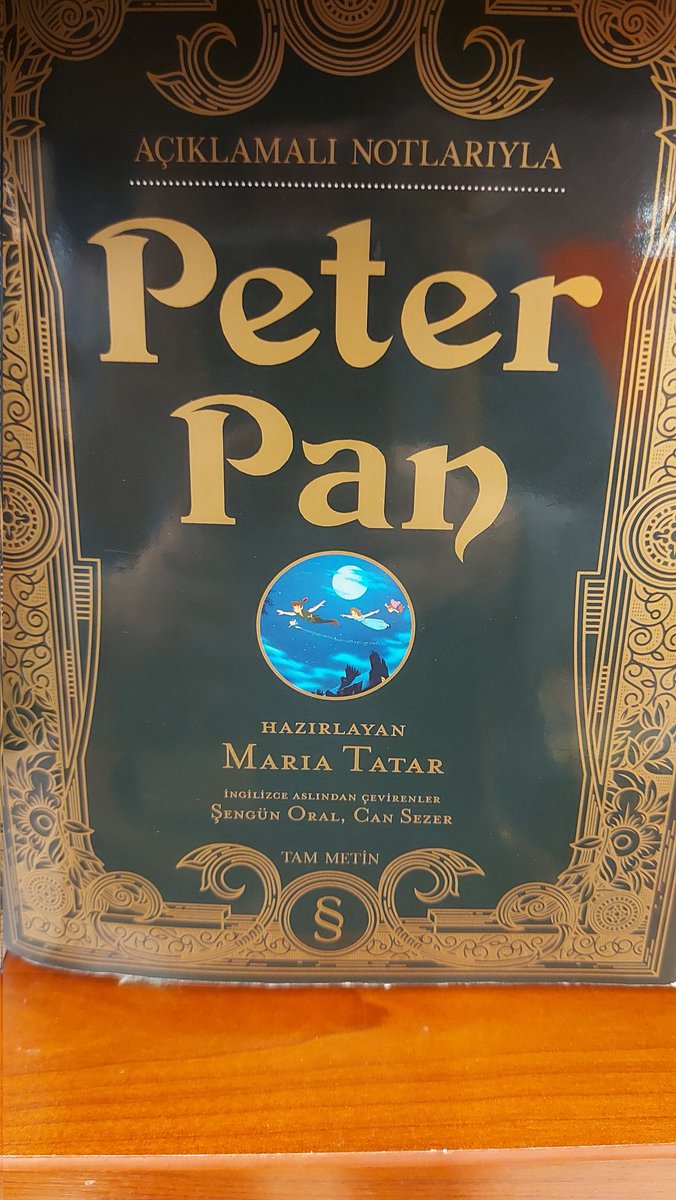 AÇIKLAMALI NOTLARIYLA
Peter
Pan
HAZIRLAYAN
MARIA TATAR
İNGİLİZCE ASLINDAN ÇEVİRENLER
ŞENGÜN ORAL, CAN SEZER
TAM METİN
§